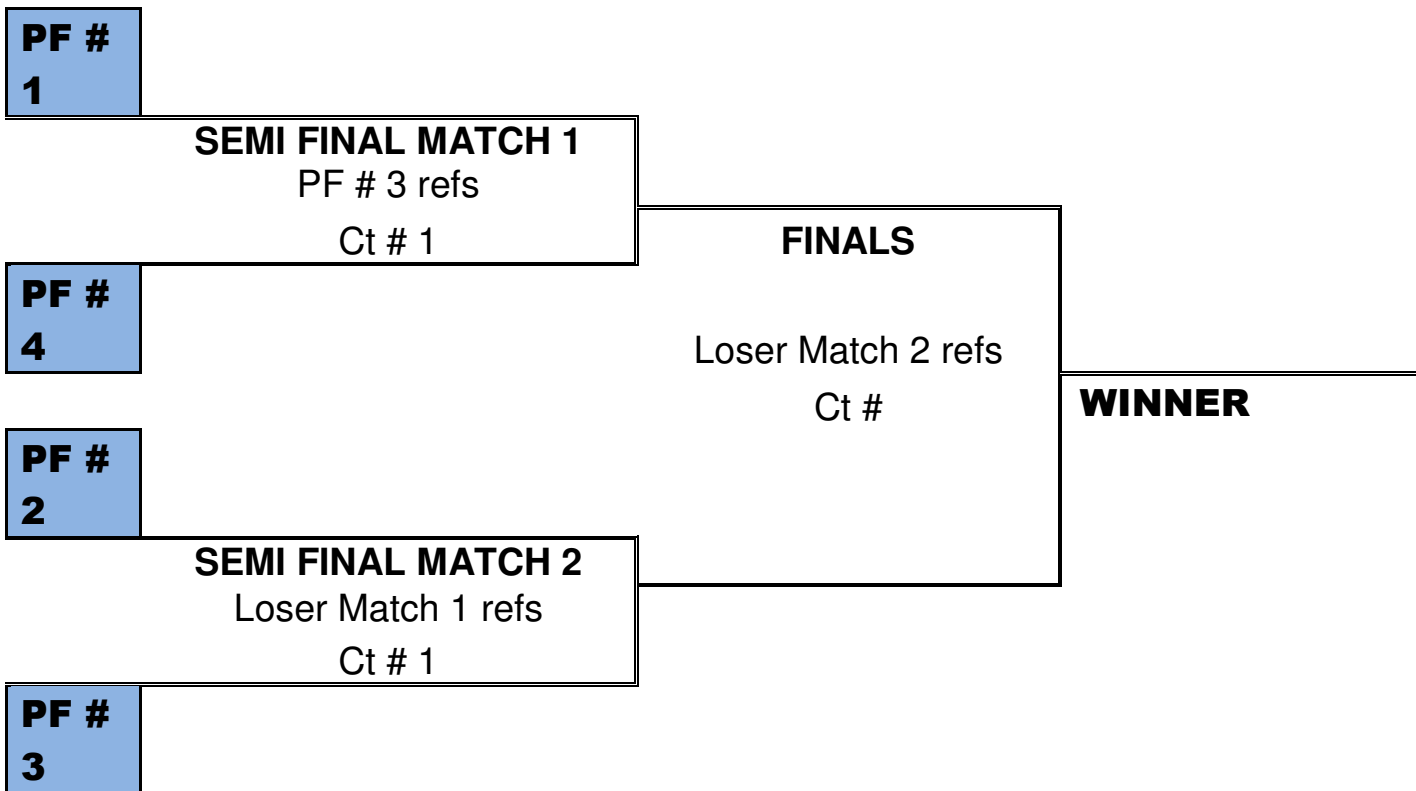 PF #
1
SEMI FINAL MATCH 1
PF # 3 refs
Ct # 1
PF #
4
FINALS
Loser Match 2 refs
Ct #
WINNER
PF #
2
SEMI FINAL MATCH 2
Loser Match 1 refs
Ct # 1
PF #
3